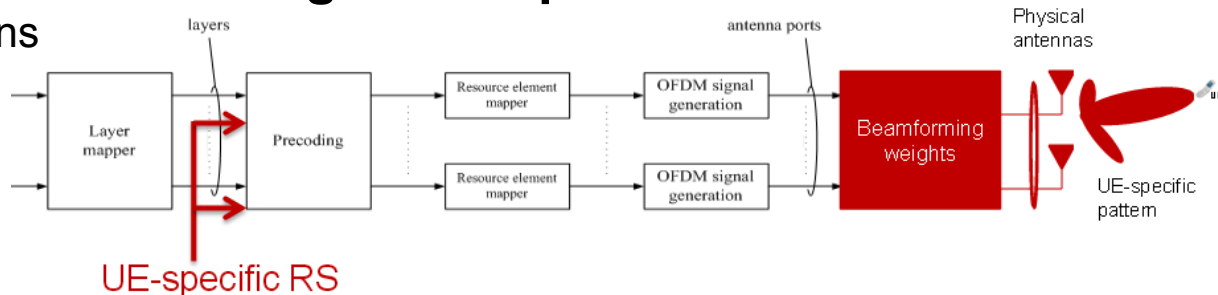 ns
layers
antenna ports
Physical
antennas
Layer
mapper
Precoding
Resource element
mapper
OFDM signal
generation
Resource element
mapper
OFDM signal
generation
Beamforming
weights
UE-specific
pattern
UE-specific RS